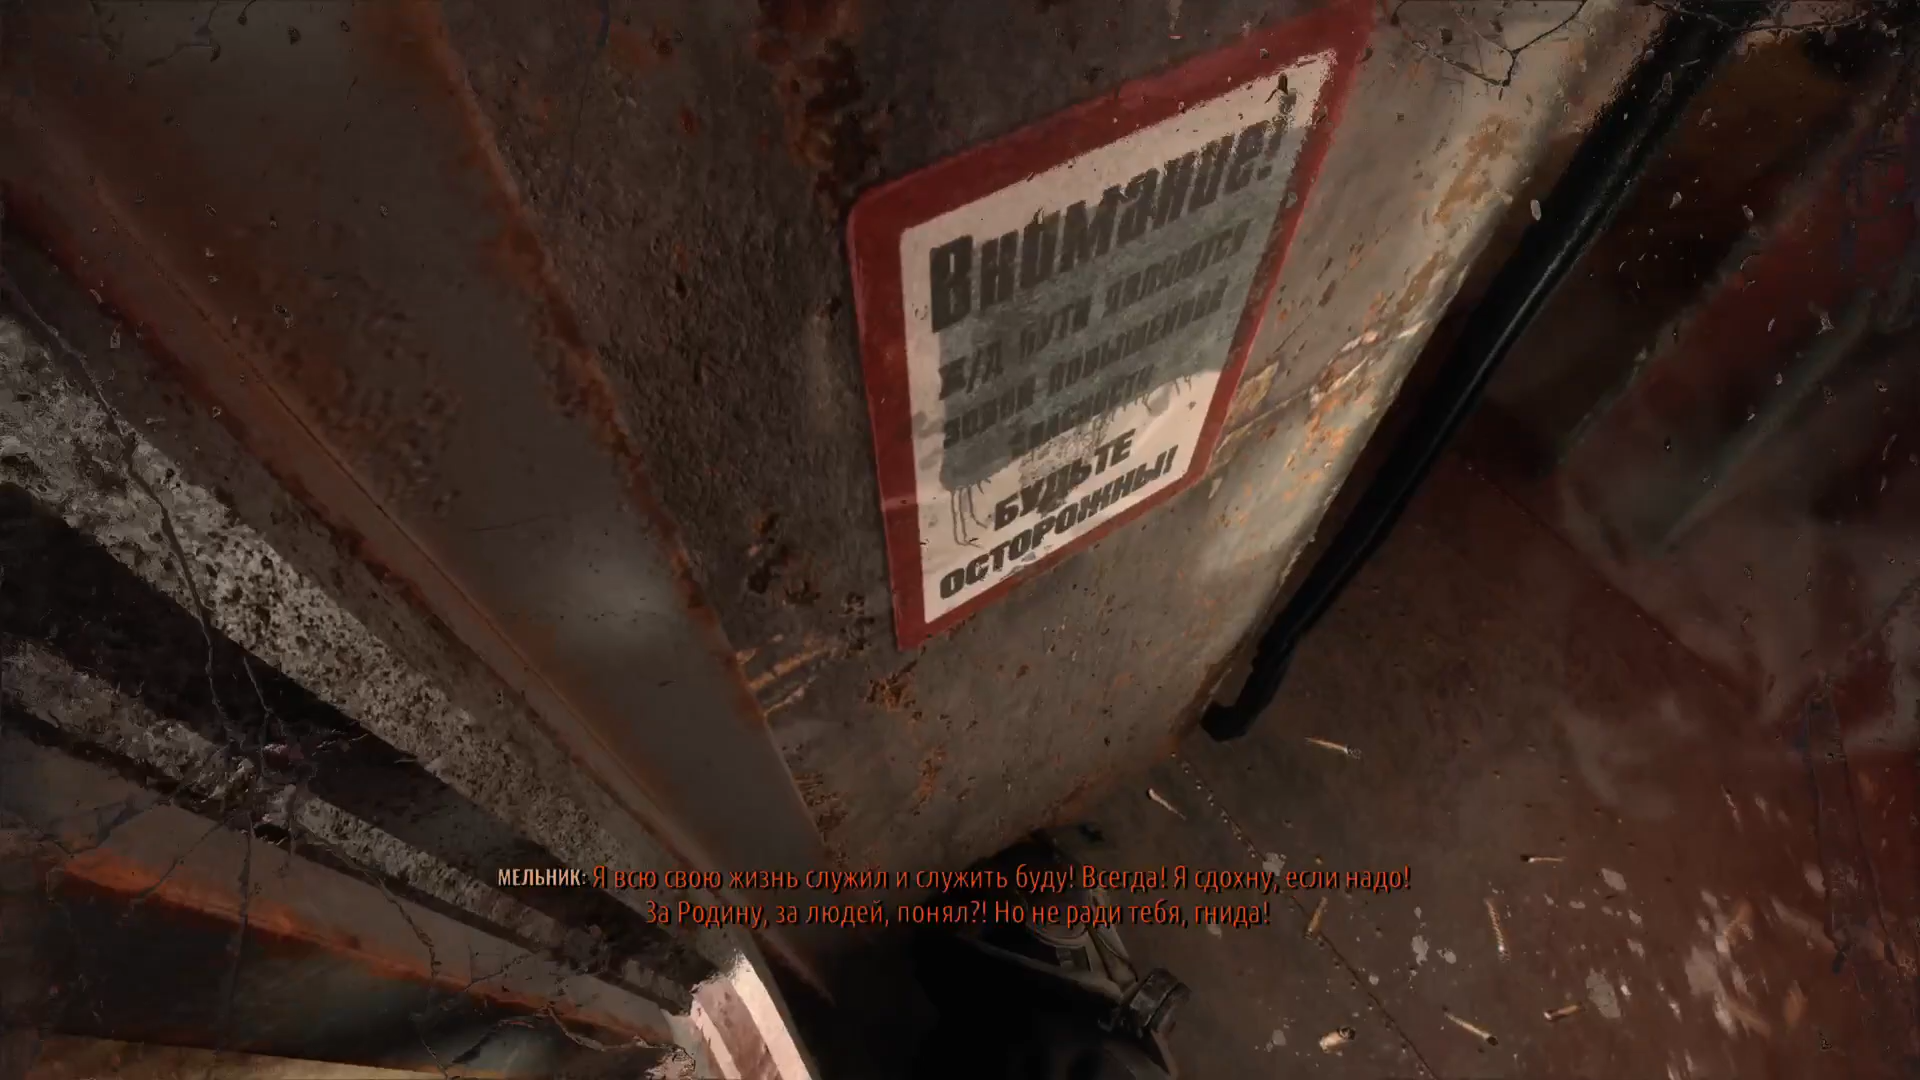 Внимание!
Ж/Д ПУТИ ЯВЛЯЮТСЯ
ЗОНОЙ ПОВЫШЕННОЙ
ОПАСНОСТИ
БУДЬТЕ
ОСТОРОЖНЫ!
МЕЛЬНИК: Я всю свою жизнь служил и служить буду! Всегда! Я сдохну, если надо!
За Родину, за людей, понял?! Но не ради тебя, гнида!